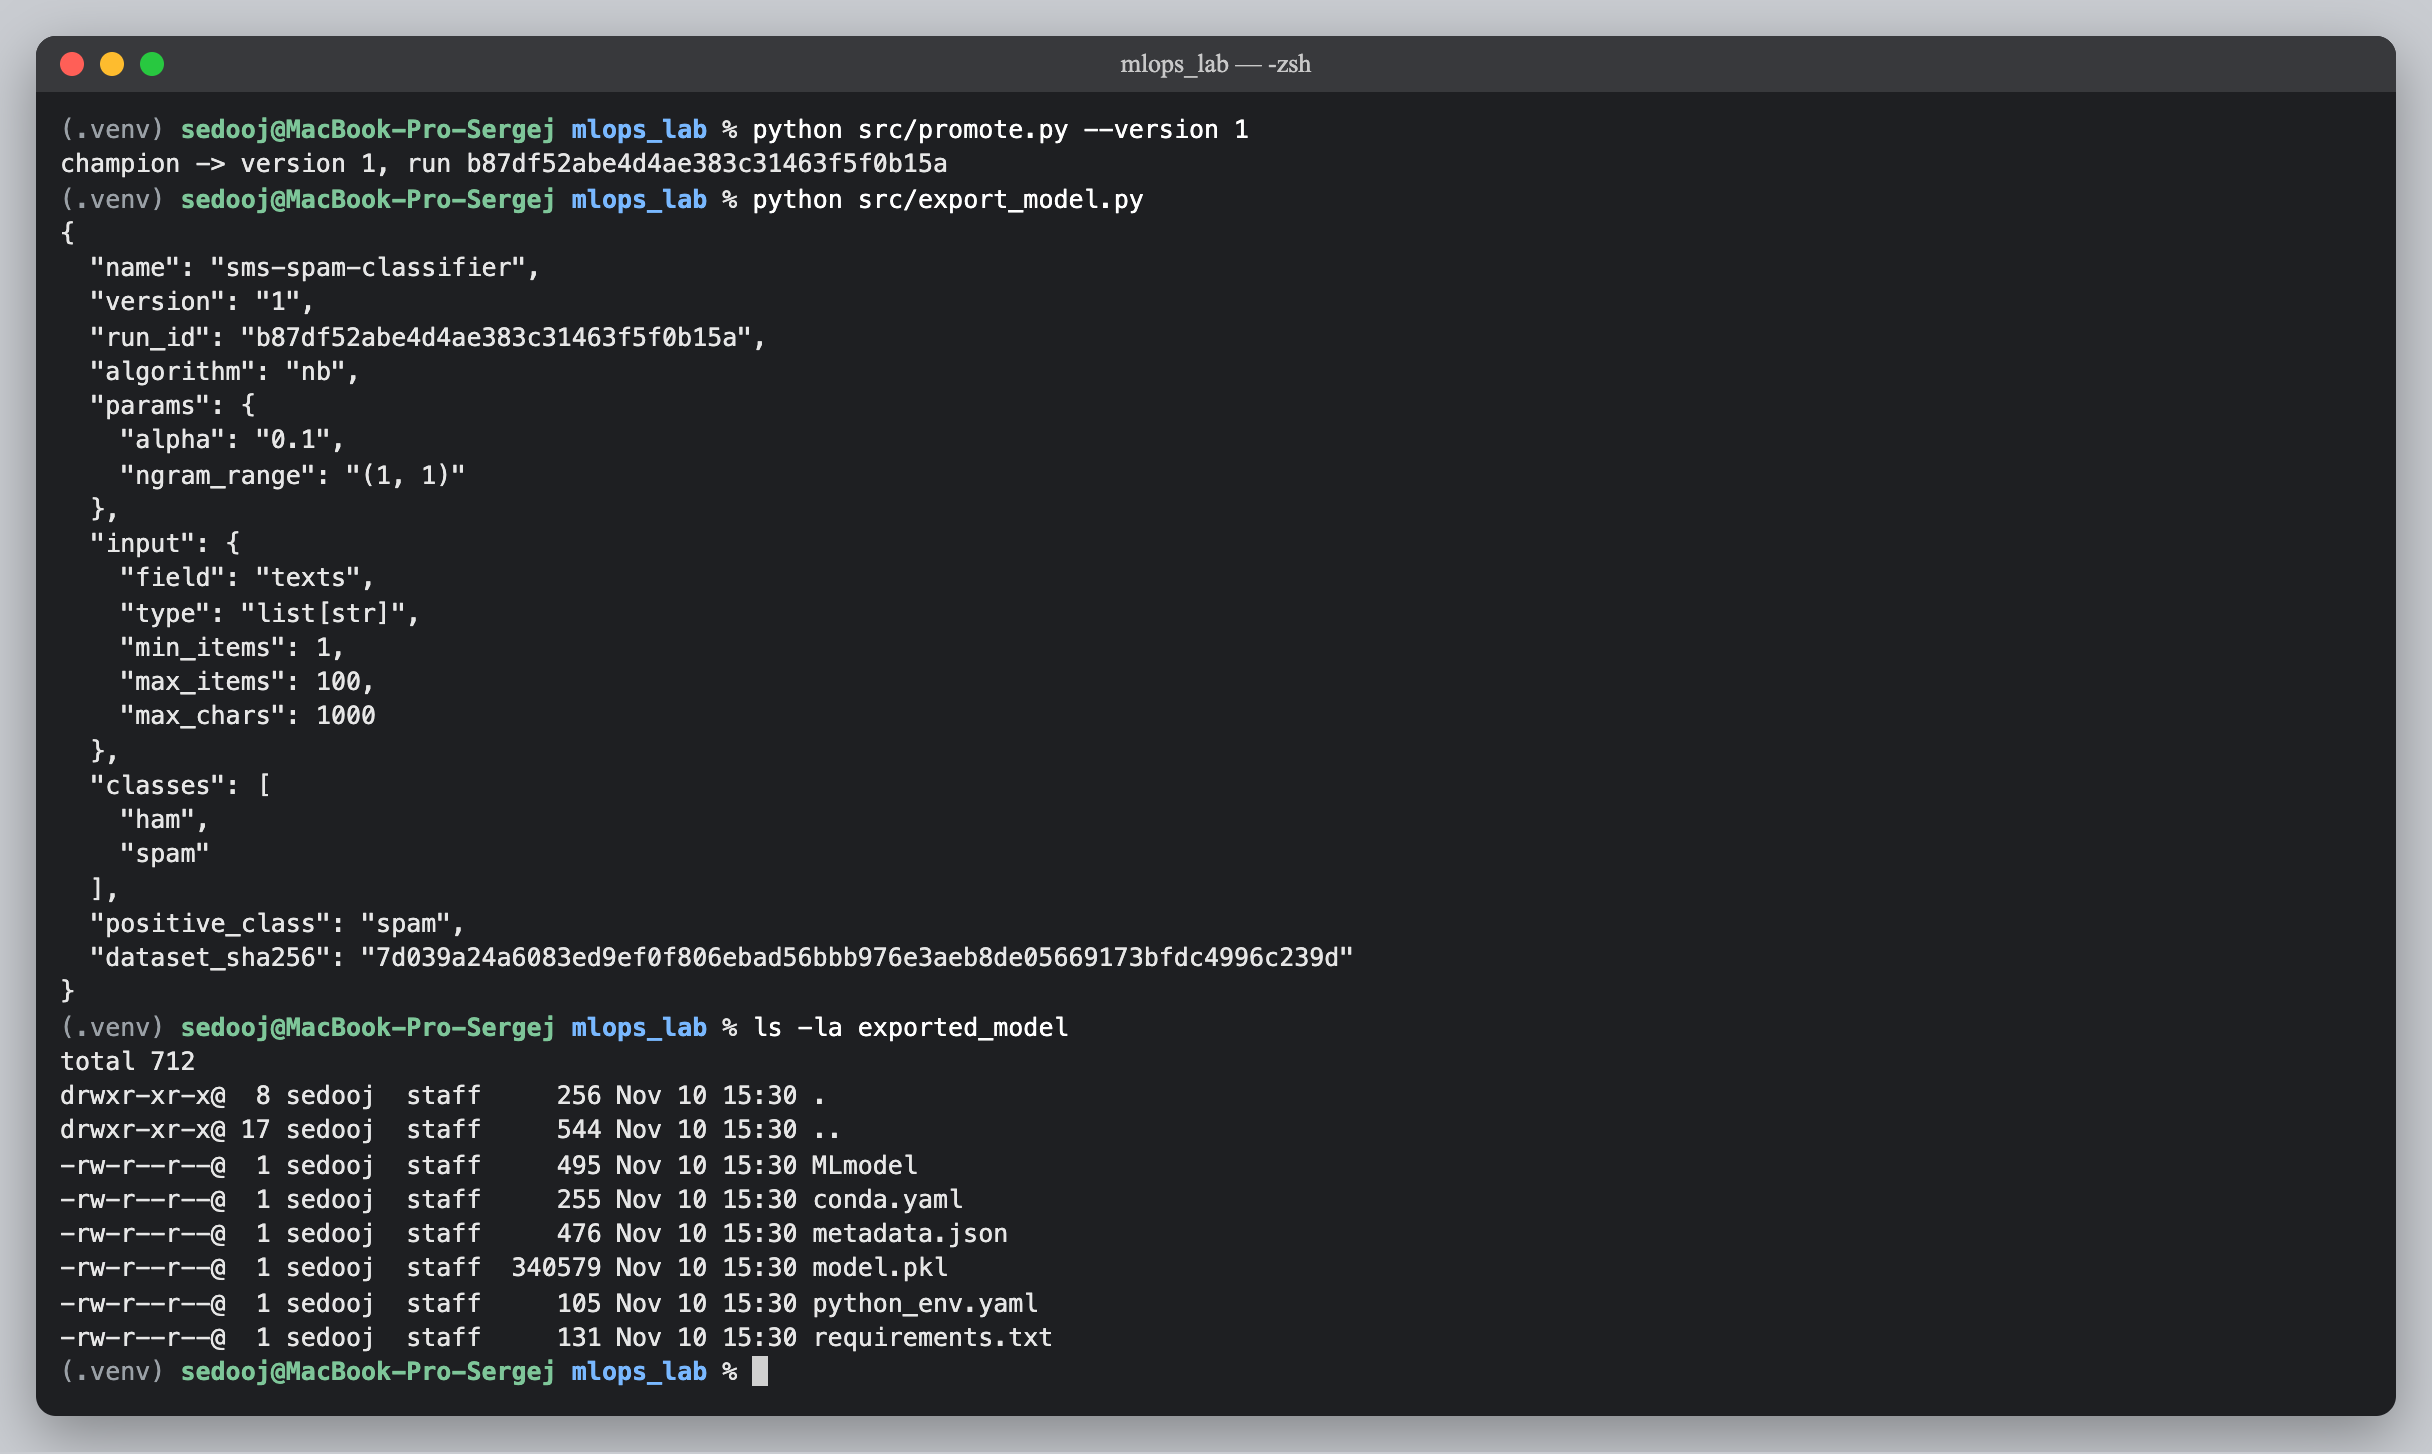 mlops_lab — -zsh
(.venv) sedooj@MacBook-Pro-Sergej mlops_lab % python src/promote.py --version 1
champion -> version 1, run b87df52abe4d4ae383c31463f5f0b15a
(.venv) sedooj@MacBook-Pro-Sergej mlops_lab % python src/export_model.py
{
  "name": "sms-spam-classifier",
  "version": "1",
  "run_id": "b87df52abe4d4ae383c31463f5f0b15a",
  "algorithm": "nb",
  "params": {
    "alpha": "0.1",
    "ngram_range": "(1, 1)"
  },
  "input": {
    "field": "texts",
    "type": "list[str]",
    "min_items": 1,
    "max_items": 100,
    "max_chars": 1000
  },
  "classes": [
    "ham",
    "spam"
  ],
  "positive_class": "spam",
  "dataset_sha256": "7d039a24a6083ed9ef0f806ebad56bbb976e3aeb8de05669173bfdc4996c239d"
}
(.venv) sedooj@MacBook-Pro-Sergej mlops_lab % ls -la exported_model
total 712
drwxr-xr-x@  8 sedooj  staff     256 Nov 10 15:30 .
drwxr-xr-x@ 17 sedooj  staff     544 Nov 10 15:30 ..
-rw-r--r--@  1 sedooj  staff     495 Nov 10 15:30 MLmodel
-rw-r--r--@  1 sedooj  staff     255 Nov 10 15:30 conda.yaml
-rw-r--r--@  1 sedooj  staff     476 Nov 10 15:30 metadata.json
-rw-r--r--@  1 sedooj  staff  340579 Nov 10 15:30 model.pkl
-rw-r--r--@  1 sedooj  staff     105 Nov 10 15:30 python_env.yaml
-rw-r--r--@  1 sedooj  staff     131 Nov 10 15:30 requirements.txt
(.venv) sedooj@MacBook-Pro-Sergej mlops_lab %